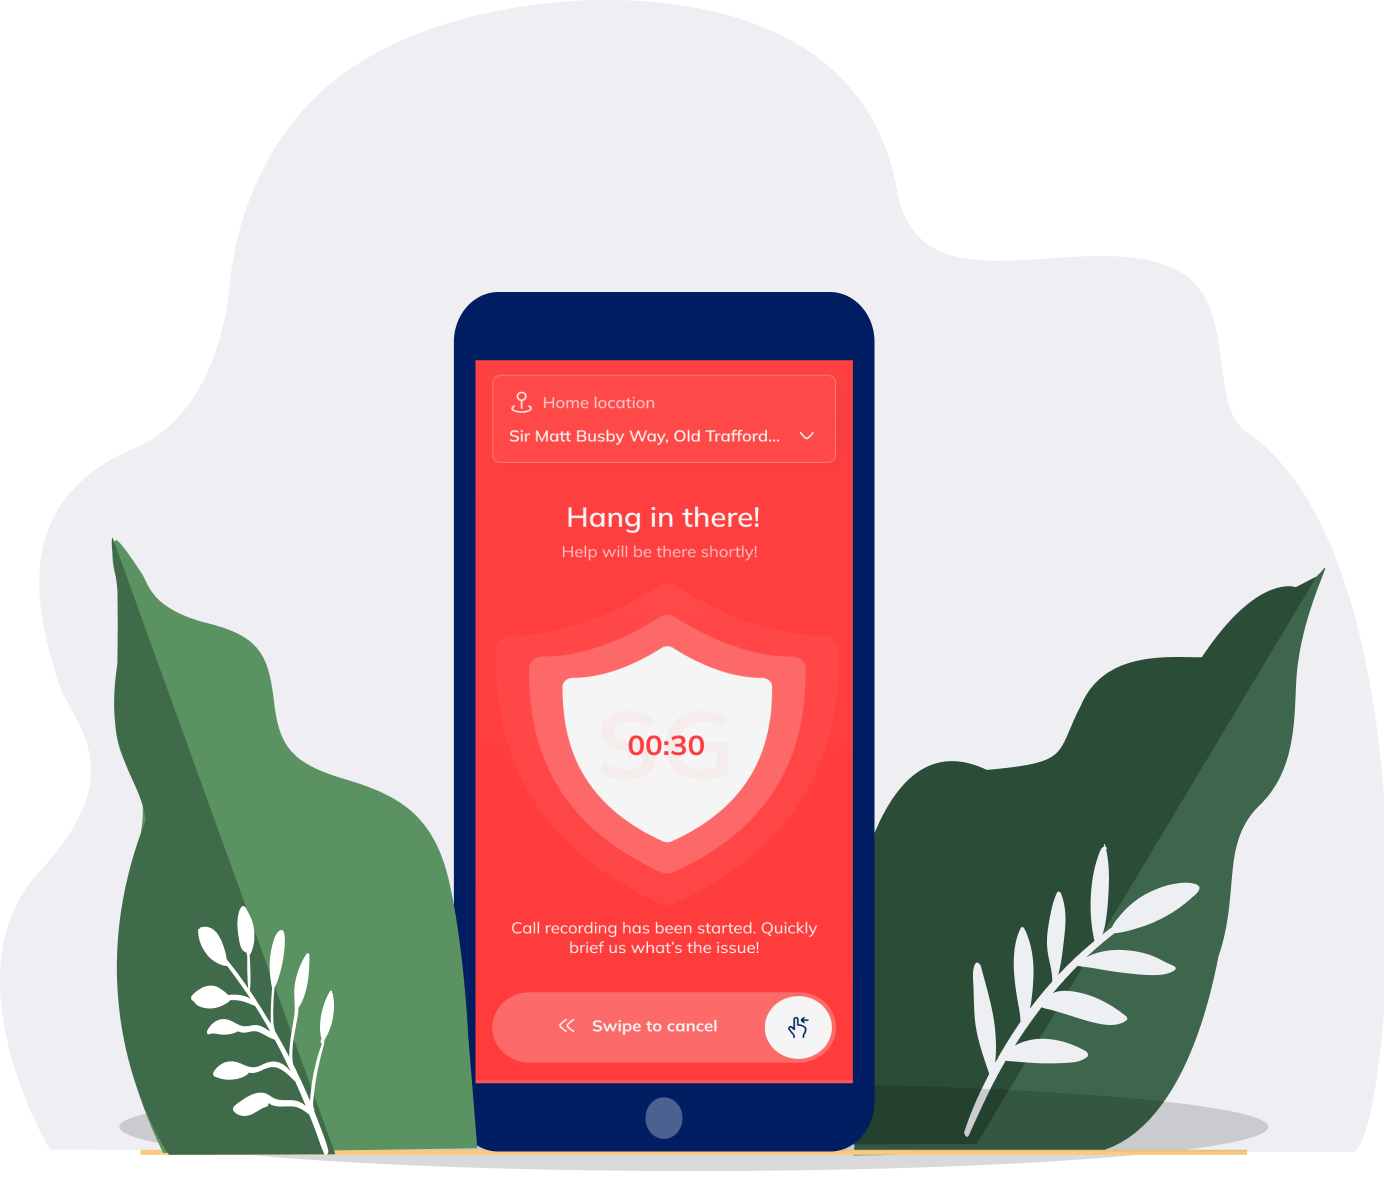 Home location
Sir Matt Busby Way, Old Trafford...
Hang in there!
Help will be there shortly!
SG
00:30
Call recording has been started. Quickly
brief us what's the issue!
Swipe to cancel